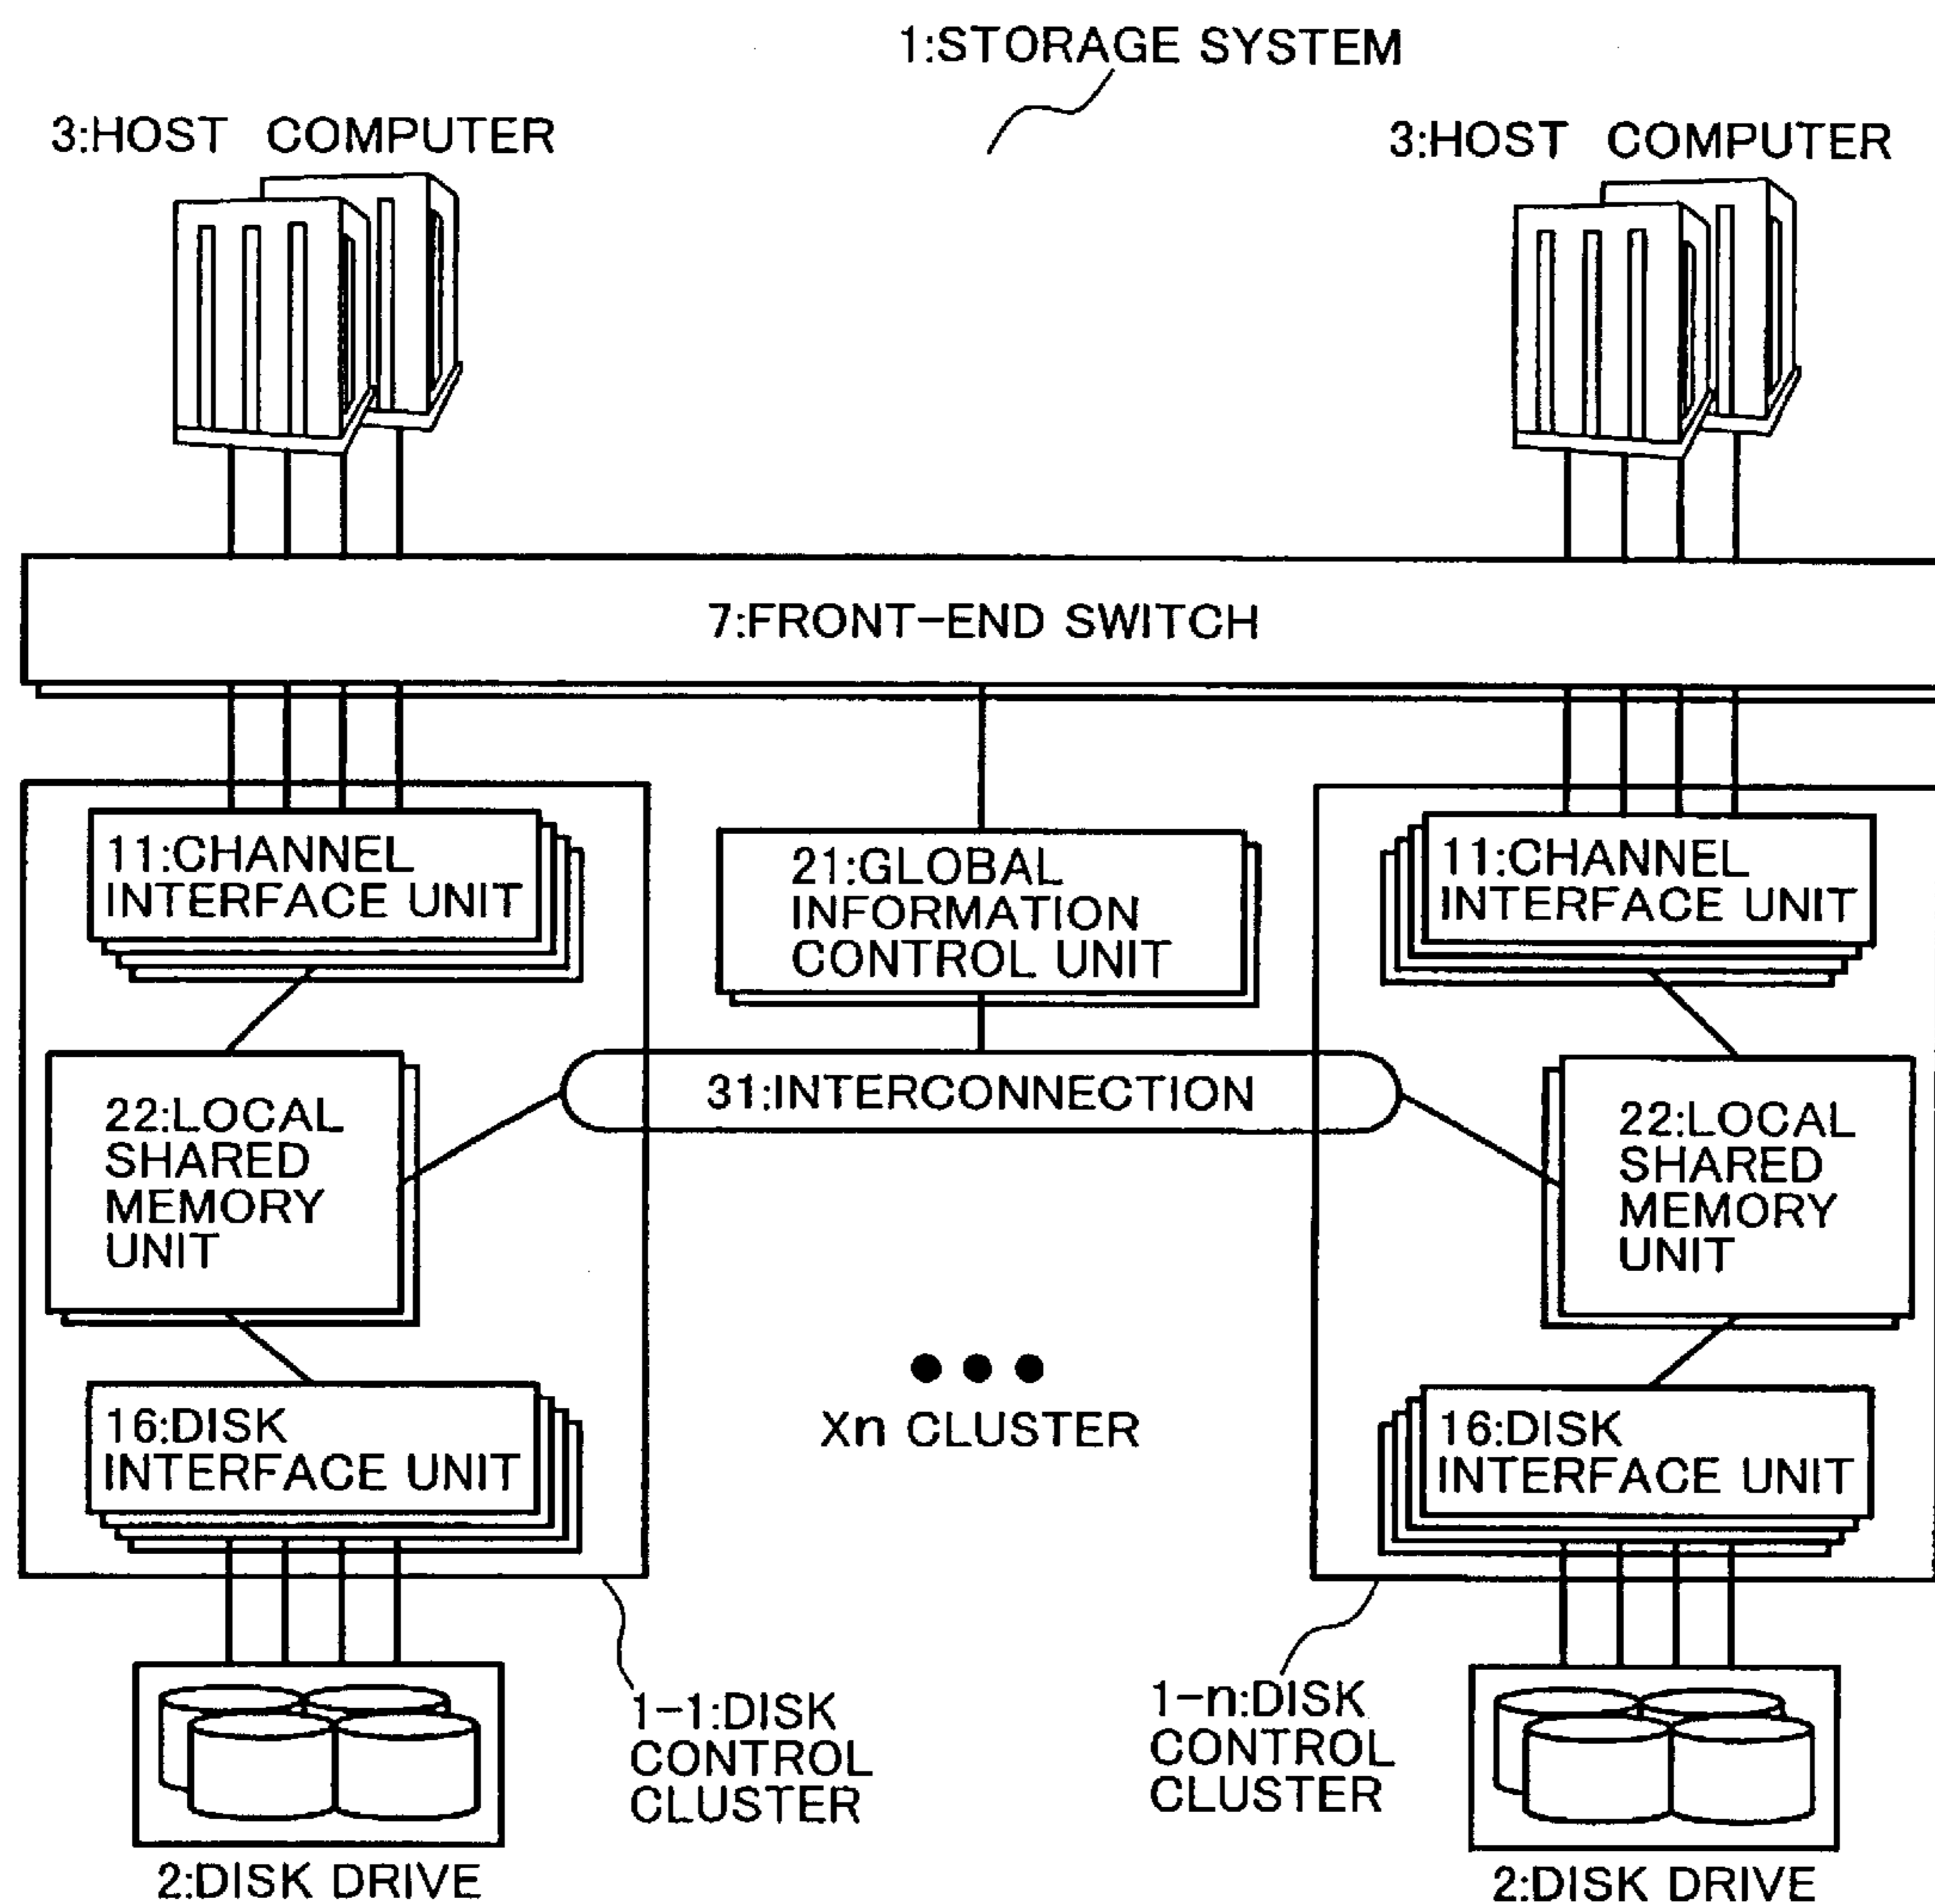 1:STORAGE SYSTEM
3:HOST COMPUTER
3:HOST COMPUTER
7:FRONT-END SWITCH
11:CHANNEL
INTERFACE UNIT
21:GLOBAL
INFORMATION
CONTROL UNIT
11:CHANNEL
INTERFACE UNIT
31:INTERCONNECTION
22:LOCAL
SHARED
MEMORY
UNIT
22:LOCAL
SHARED
MEMORY
UNIT
Xn CLUSTER
16:DISK
INTERFACE UNIT
16:DISK
INTERFACE UNIT
1-1:DISK
CONTROL
CLUSTER
1-n:DISK
CONTROL
CLUSTER
2:DISK DRIVE
2:DISK DRIVE